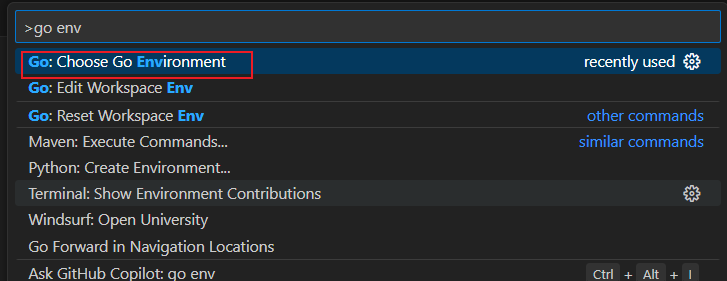 >go env
Go: Choose Go Environment recently used
Go: Edit Workspace Env
Go: Reset Workspace Env other commands
Maven: Execute Commands... similar commands
Python: Create Environment...
Terminal: Show Environment Contributions
Windsurf: Open University
Go Forward in Navigation Locations
Ask GitHub Copilot: go env Ctrl + Alt + I